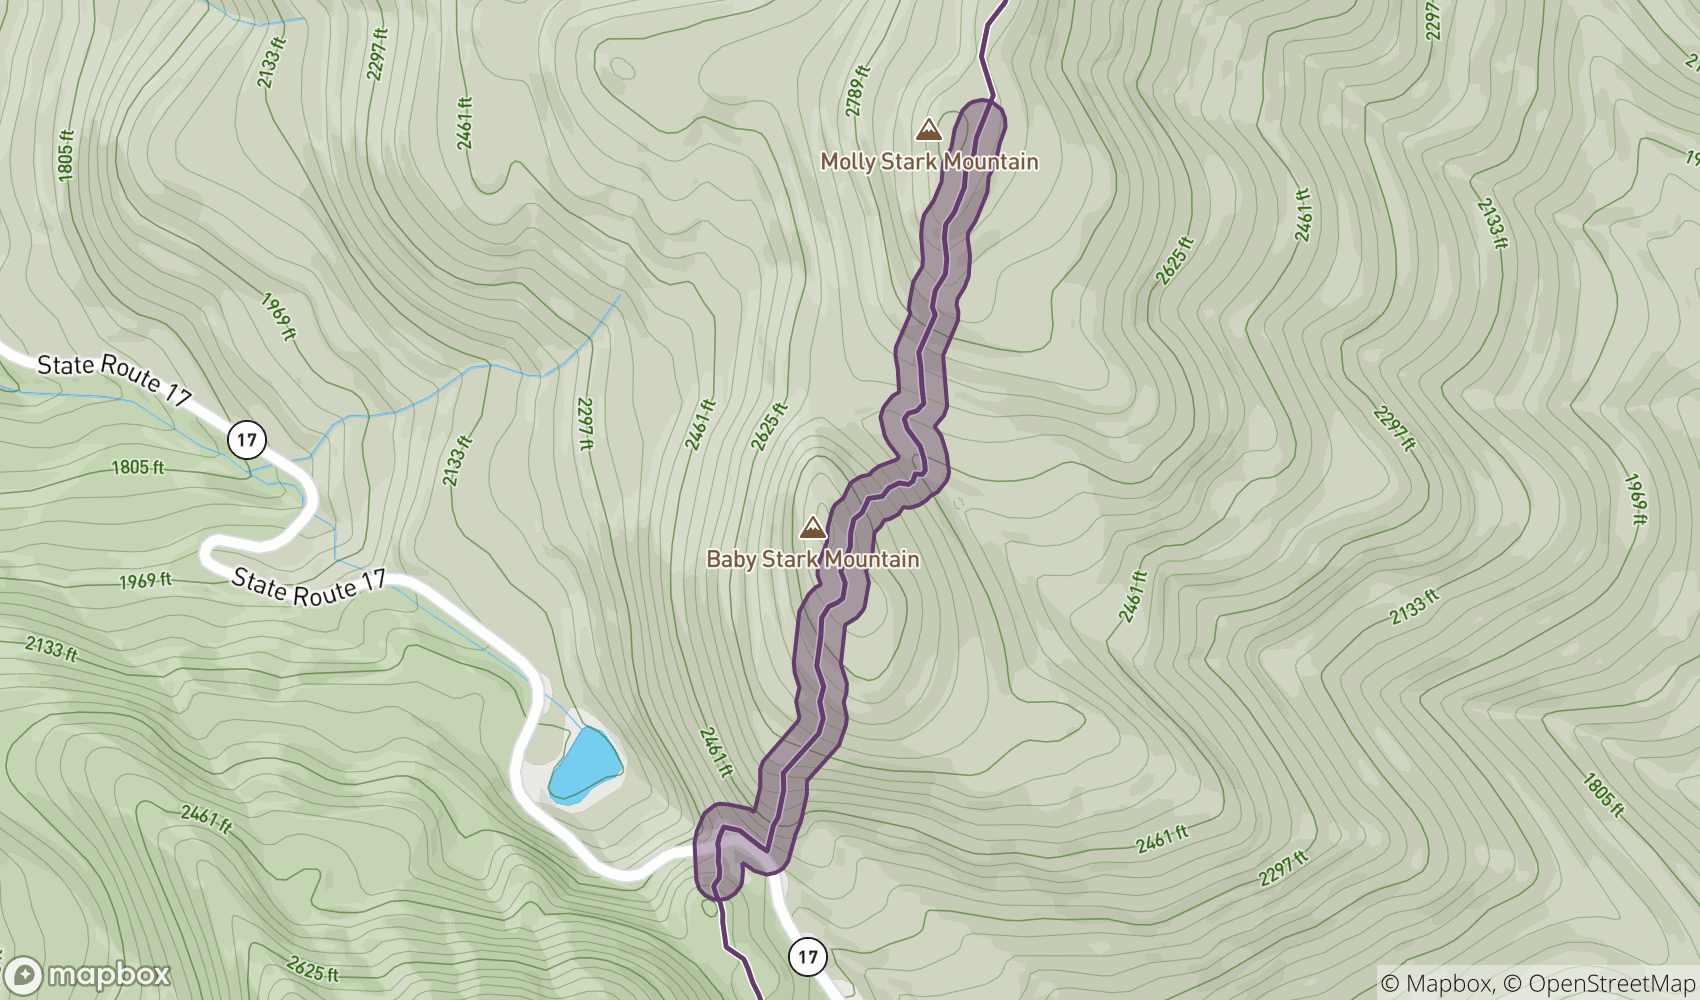 2297 ft
2133 ft
2297 ft
2789 ft
2461 ft
1805 ft
Molly Stark Mountain
2461 ft
2133 ft
2625 ft
1969 ft
State Route 17
17
2461 ft
2625 ft
2297 ft
2297 ft
2133 ft
1805 ft
1969 ft
Baby Stark Mountain
1969 ft
State Route 17
2461 ft
2133 ft
2133 ft
2461 ft
1805 ft
2461 ft
2461 ft
2297 ft
17
2625 ft
mapbox
© Mapbox, © OpenStreetMap